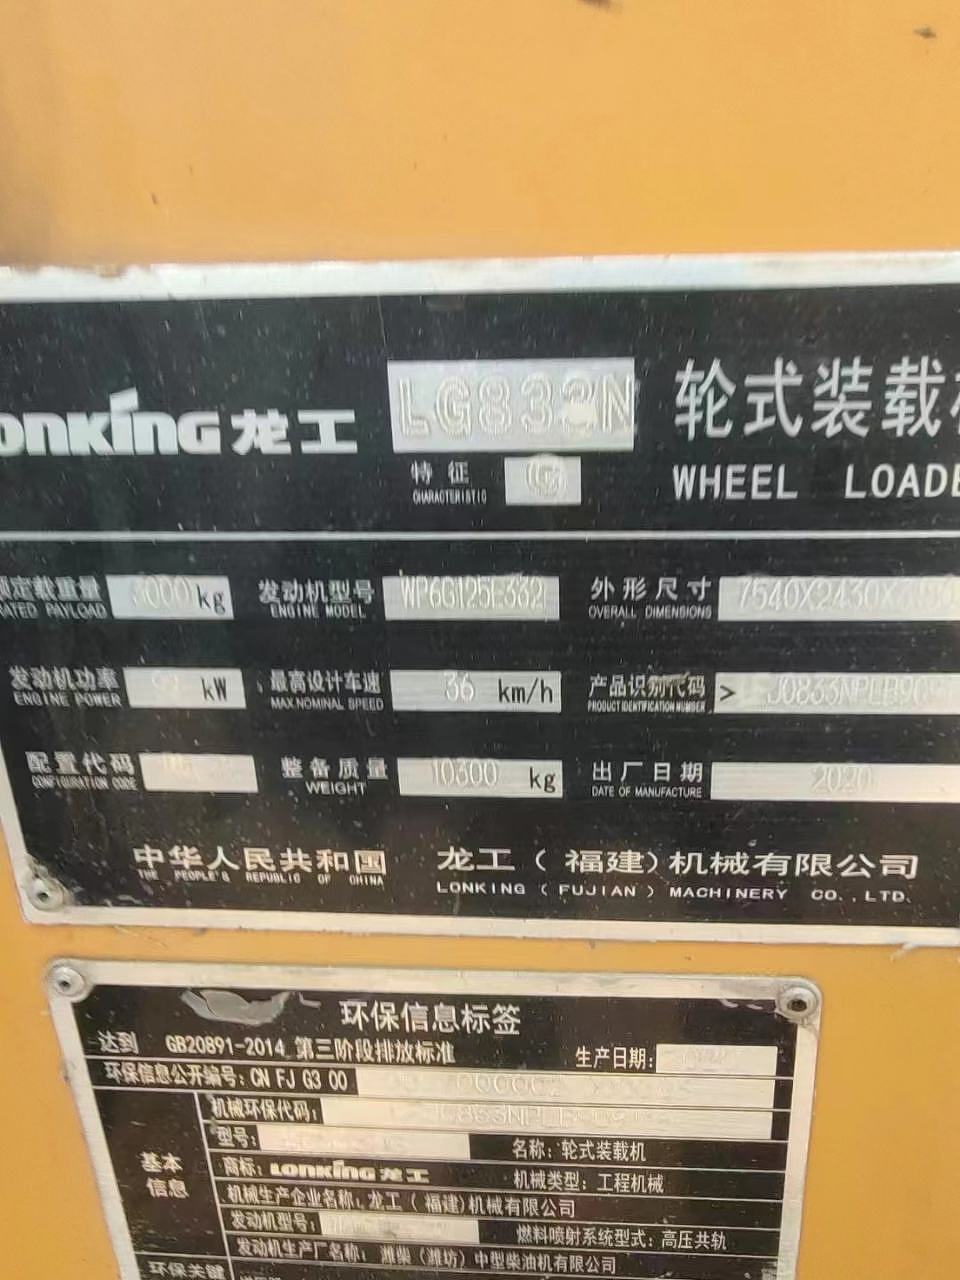 LONKING 龙工 LG833N 轮式装载机
特征
CHARACTERISTIC
WHEEL LOADE
额定载重量 3000 kg 发动机型号 WP6G125E332 外形尺寸
RATED PAYLOAD ENGINE MODEL OVERALL DIMENSIONS
发动机功率 kW 最高设计车速 36 km/h 产品识别代码 >
ENGINE POWER MAX.NOMINAL SPEED PRODUCT IDENTIFICATION NUMBER
配置代码 整备质量 10300 kg 出厂日期 2020
CONFIGURATION CODE WEIGHT DATE OF MANUFACTURE
中华人民共和国 龙工(福建)机械有限公司
THE PEOPLE'S REPUBLIC OF CHINA LONKING (FUJIAN) MACHINERY CO.,LTD.
环保信息标签
达到 GB20891-2014 第三阶段排放标准 生产日期:
环保信息公开编号: CN FJ G3 00
机械环保代码:
基本信息
型号: 名称: 轮式装载机
商标: LONKING 龙工 机械类型: 工程机械
机械生产企业名称: 龙工(福建)机械有限公司
发动机型号: 燃料喷射系统型式: 高压共轨
发动机生产厂名称: 潍柴(潍坊)中型柴油机有限公司
环保关键